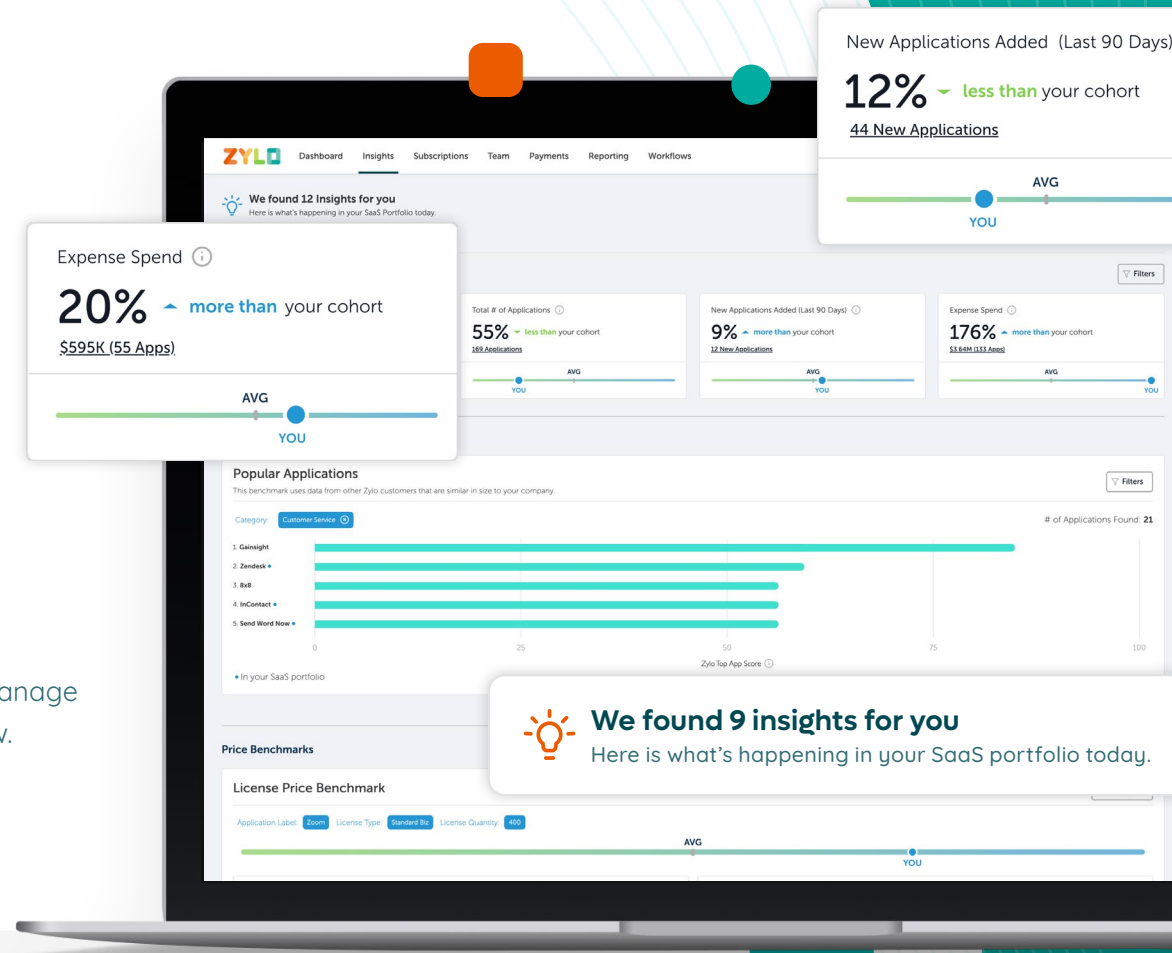 New Applications Added (Last 90 Days)
12% less than your cohort
44 New Applications
AVG
YOU
ZYLO Dashboard Insights Subscriptions Team Payments Reporting Workflows
We found 12 Insights for you
Here is what's happening in your SaaS Portfolio today.
Expense Spend
20% more than your cohort
$595K (55 Apps)
AVG
YOU
Filters
Total # of Applications
55% less than your cohort
169 Applications
AVG
YOU
New Applications Added (Last 90 Days)
9% more than your cohort
12 New Applications
AVG
YOU
Expense Spend
176% more than your cohort
$3.64M (133 Apps)
AVG
YOU
Popular Applications
This benchmark uses data from other Zylo customers that are similar in size to your company.
Filters
Category: Customer Service
# of Applications Found: 21
1. Gainsight
2. Zendesk
3. 8x8
4. InContact
5. Send Word Now
0 25 50 75 100
Zylo Top App Score
In your SaaS portfolio
anage
w.
We found 9 insights for you
Here is what's happening in your SaaS portfolio today.
Price Benchmarks
License Price Benchmark
Application Label: Zoom License Type: Standard Biz License Quantity: 400
AVG
YOU